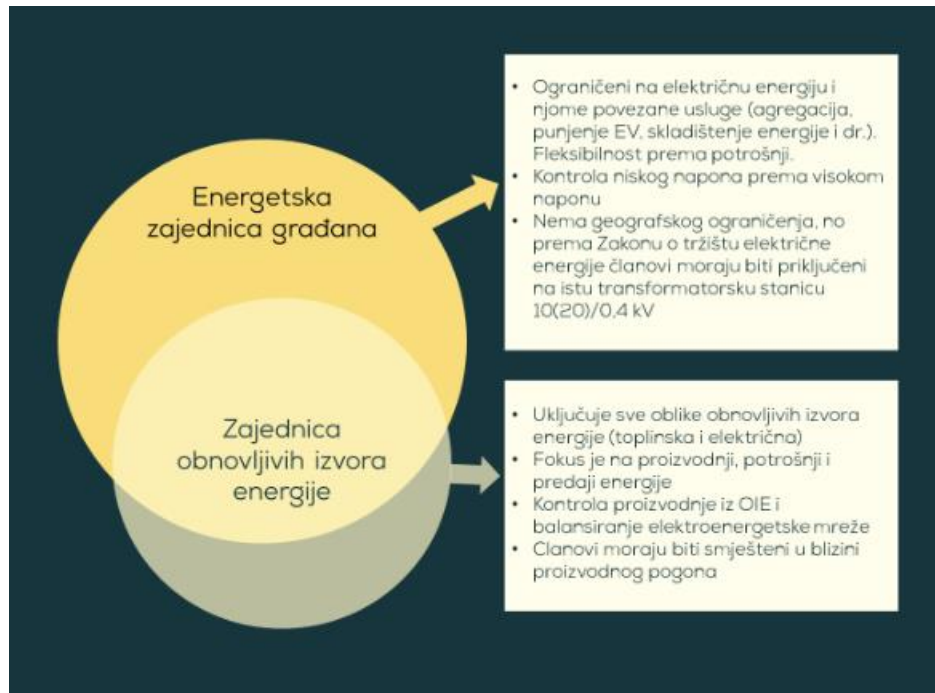 Energetska
zajednica građana
• Ograničeni na električnu energiju i
njome povezane usluge (agregacija,
punjenje EV, skladištenje energije i dr.).
Fleksibilnost prema potrošnji.
• Kontrola niskog napona prema visokom
naponu
• Nema geografskog ograničenja, no
prema Zakonu o tržištu električne
energije članovi moraju biti priključeni
na istu transformatorsku stanicu
10(20)/0,4 kV
Zajednica
obnovljivih izvora
energije
• Uključuje sve oblike obnovljivih izvora
energije (toplinska i električna)
• Fokus je na proizvodnji, potrošnji i
predaji energije
• Kontrola proizvodnje iz OIE i
balansiranje elektroenergetske mreže
• Clanovi moraju biti smješteni u blizini
proizvodnog pogona